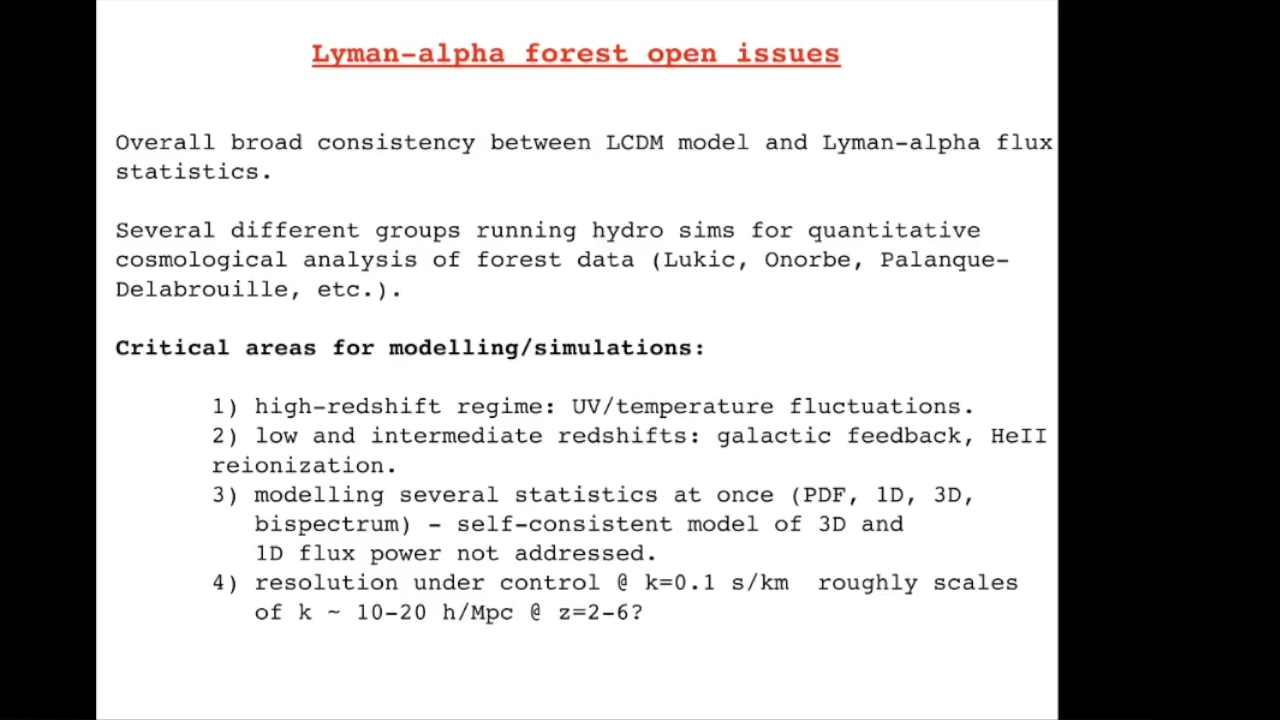 Lyman-alpha forest open issues
Overall broad consistency between LCDM model and Lyman-alpha flux
statistics.
Several different groups running hydro sims for quantitative
cosmological analysis of forest data (Lukic, Onorbe, Palanque-
Delabrouille, etc.).
Critical areas for modelling/simulations:
1) high-redshift regime: UV/temperature fluctuations.
2) low and intermediate redshifts: galactic feedback, HeII
reionization.
3) modelling several statistics at once (PDF, 1D, 3D,
bispectrum) - self-consistent model of 3D and
1D flux power not addressed.
4) resolution under control @ k=0.1 s/km roughly scales
of k ~ 10-20 h/Mpc @ z=2-6?